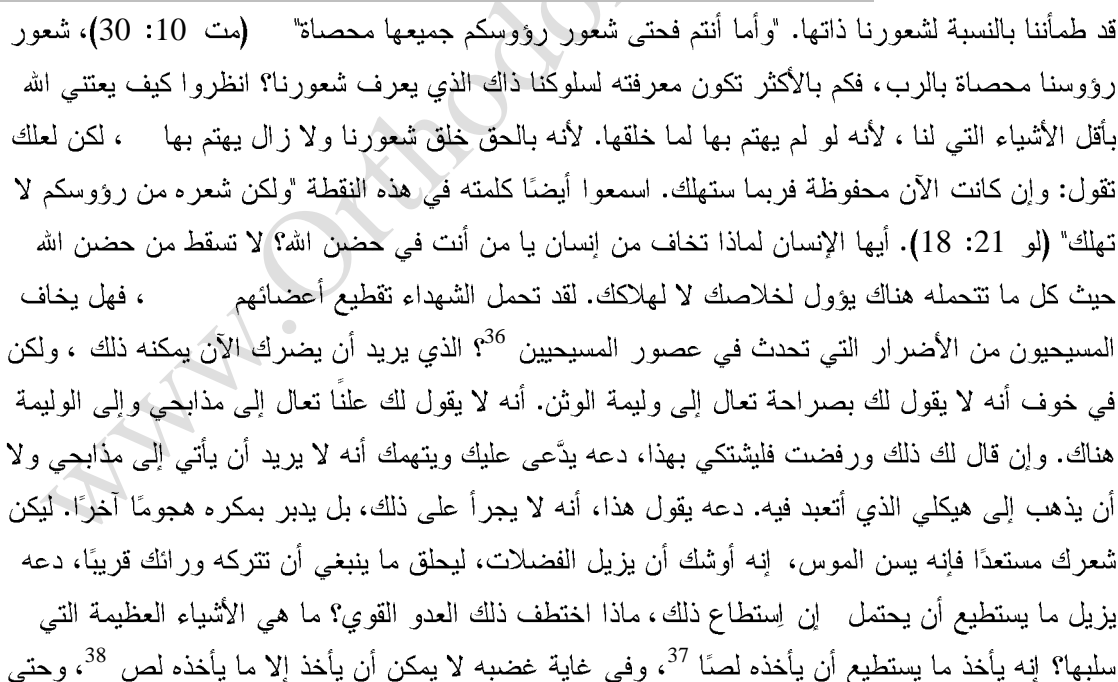 قد طمأننا بالنسبة لشعورنا ذاتها. "وأما أنتم فحتى شعور رؤوسكم جميعها محصاة" (مت 10: 30)، شعور
رؤوسنا محصاة بالرب، فكم بالأكثر تكون معرفته لسلوكنا ذاك الذي يعرف شعورنا؟ انظروا كيف يعتني الله
بأقل الأشياء التي لنا ، لأنه لو لم يهتم بها لما خلقها. لأنه بالحق خلق شعورنا ولا زال يهتم بها ، لكن لعلك
تقول: وإن كانت الآن محفوظة فربما ستهلك. اسمعوا أيضًا كلمته في هذه النقطة "ولكن شعره من رؤوسكم لا
تهلك" (لو 21: 18). أيها الإنسان لماذا تخاف من إنسان يا من أنت في حضن الله؟ لا تسقط من حضن الله
حيث كل ما تتحمله هناك يؤول لخلاصك لا لهلاكك. لقد تحمل الشهداء تقطيع أعضائهم ، فهل يخاف
المسيحيون من الأضرار التي تحدث في عصور المسيحيين 36؟ الذي يريد أن يضرك الآن يمكنه ذلك ، ولكن
في خوف أنه لا يقول لك بصراحة تعال إلى وليمة الوثن. أنه لا يقول لك علنًا تعال إلى مذابحي وإلى الوليمة
هناك. وإن قال لك ذلك ورفضت فليشتكي بهذا، دعه يدَّعى عليك ويتهمك أنه لا يريد أن يأتي إلى مذابحي ولا
أن يذهب إلى هيكلي الذي أتعبد فيه. دعه يقول هذا، أنه لا يجرأ على ذلك، بل يدبر بمكره هجومًا آخرًا. ليكن
شعرك مستعدًا فإنه يسن الموس، إنه أوشك أن يزيل الفضلات، ليحلق ما ينبغي أن تتركه ورائك قريبًا، دعه
يزيل ما يستطيع أن يحتمل إن إستطاع ذلك، ماذا اختطف ذلك العدو القوي؟ ما هي الأشياء العظيمة التي
سلبها؟ إنه يأخذ ما يستطيع أن يأخذه لصًا 37، وفي غاية غضبه لا يمكن أن يأخذ إلا ما يأخذه لص 38، وحتى